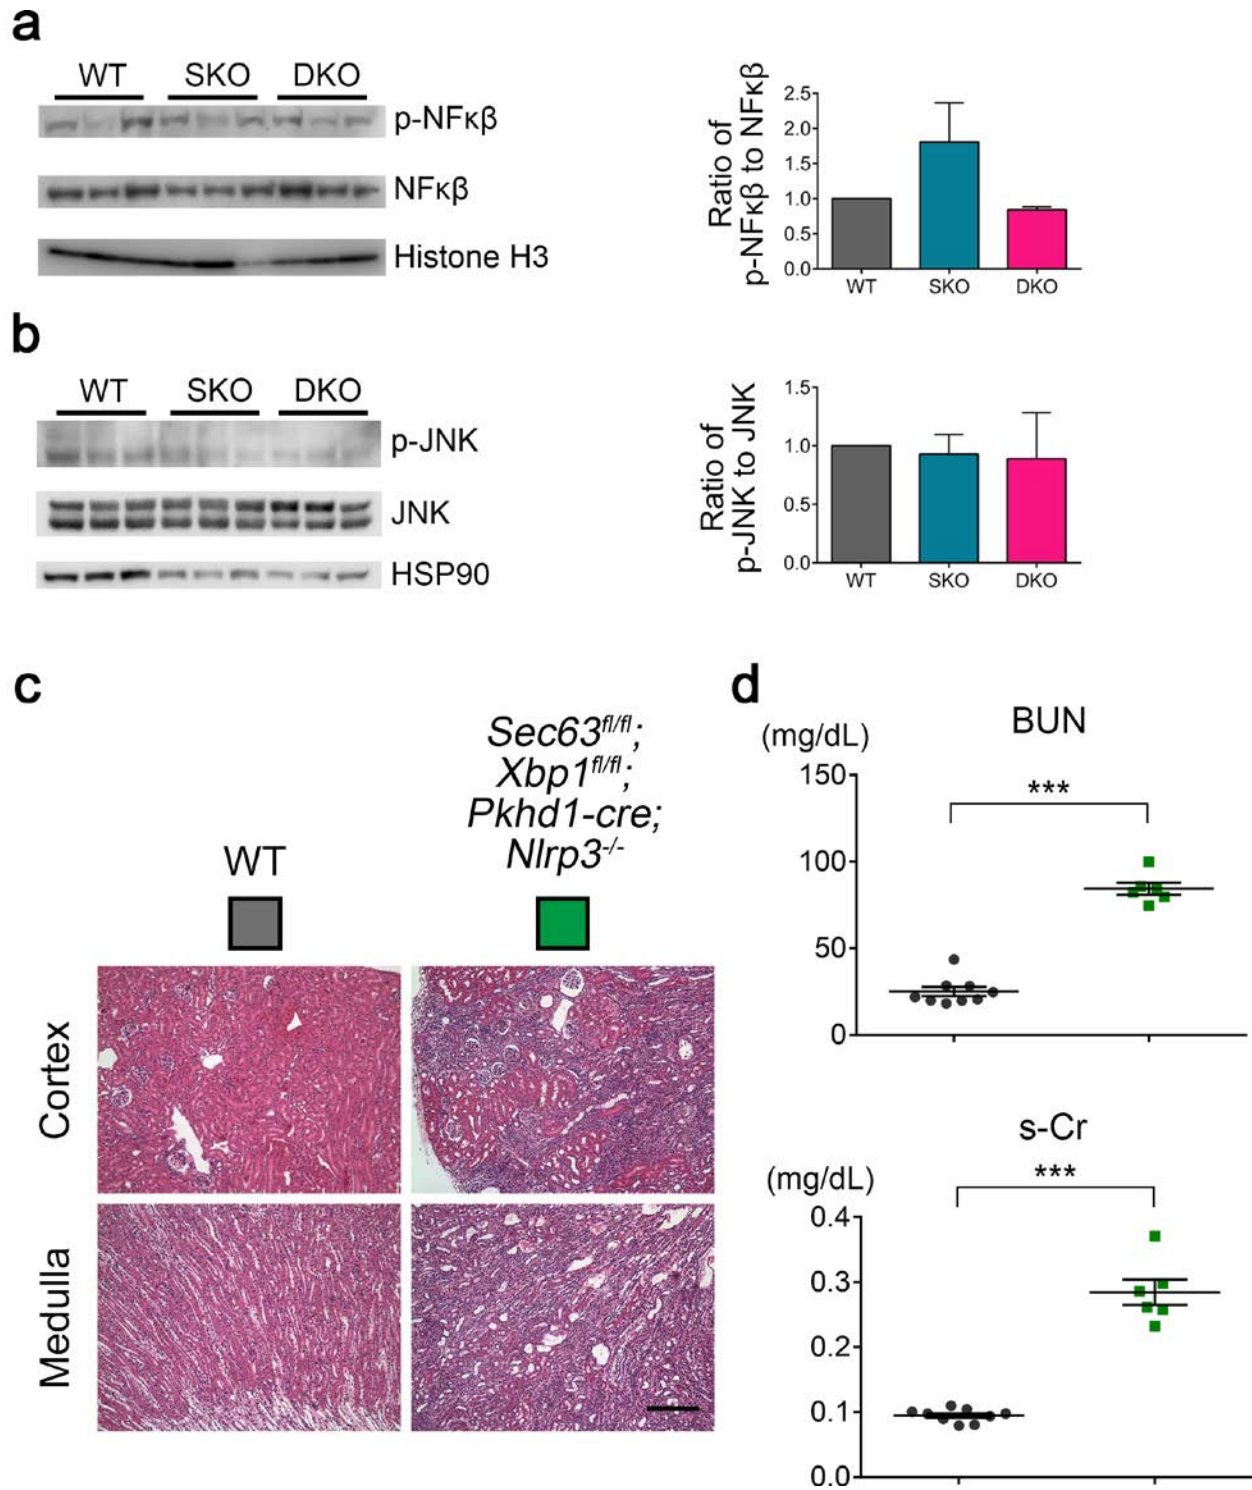 a
WT SKO DKO
p-NFκβ
NFκβ
Histone H3
Ratio of
p-NFκβ to NFκβ
2.5
2.0
1.5
1.0
0.5
0.0
WT SKO DKO
b
WT SKO DKO
p-JNK
JNK
HSP90
Ratio of
p-JNK to JNK
1.5
1.0
0.5
0.0
WT SKO DKO
c
WT
Sec63fl/fl;
Xbp1fl/fl;
Pkhd1-cre;
Nlrp3-/-
Cortex
Medulla
d
BUN
(mg/dL)
150
100
50
0
***
s-Cr
(mg/dL)
0.4
0.3
0.2
0.1
0.0
***